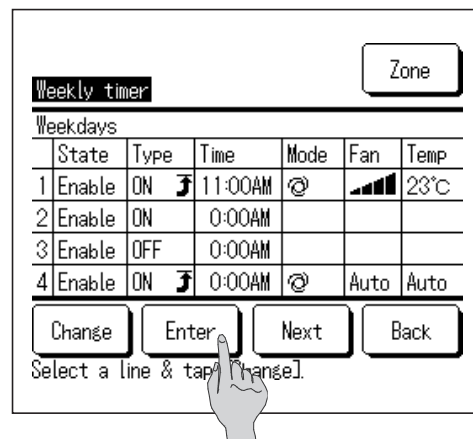 Zone
Weekly timer
Weekdays
State Type Time Mode Fan Temp
1 Enable ON 11:00AM 23°C
2 Enable ON 0:00AM
3 Enable OFF 0:00AM
4 Enable ON 0:00AM Auto Auto
Change Enter Next Back
Select a line & tap [Change].